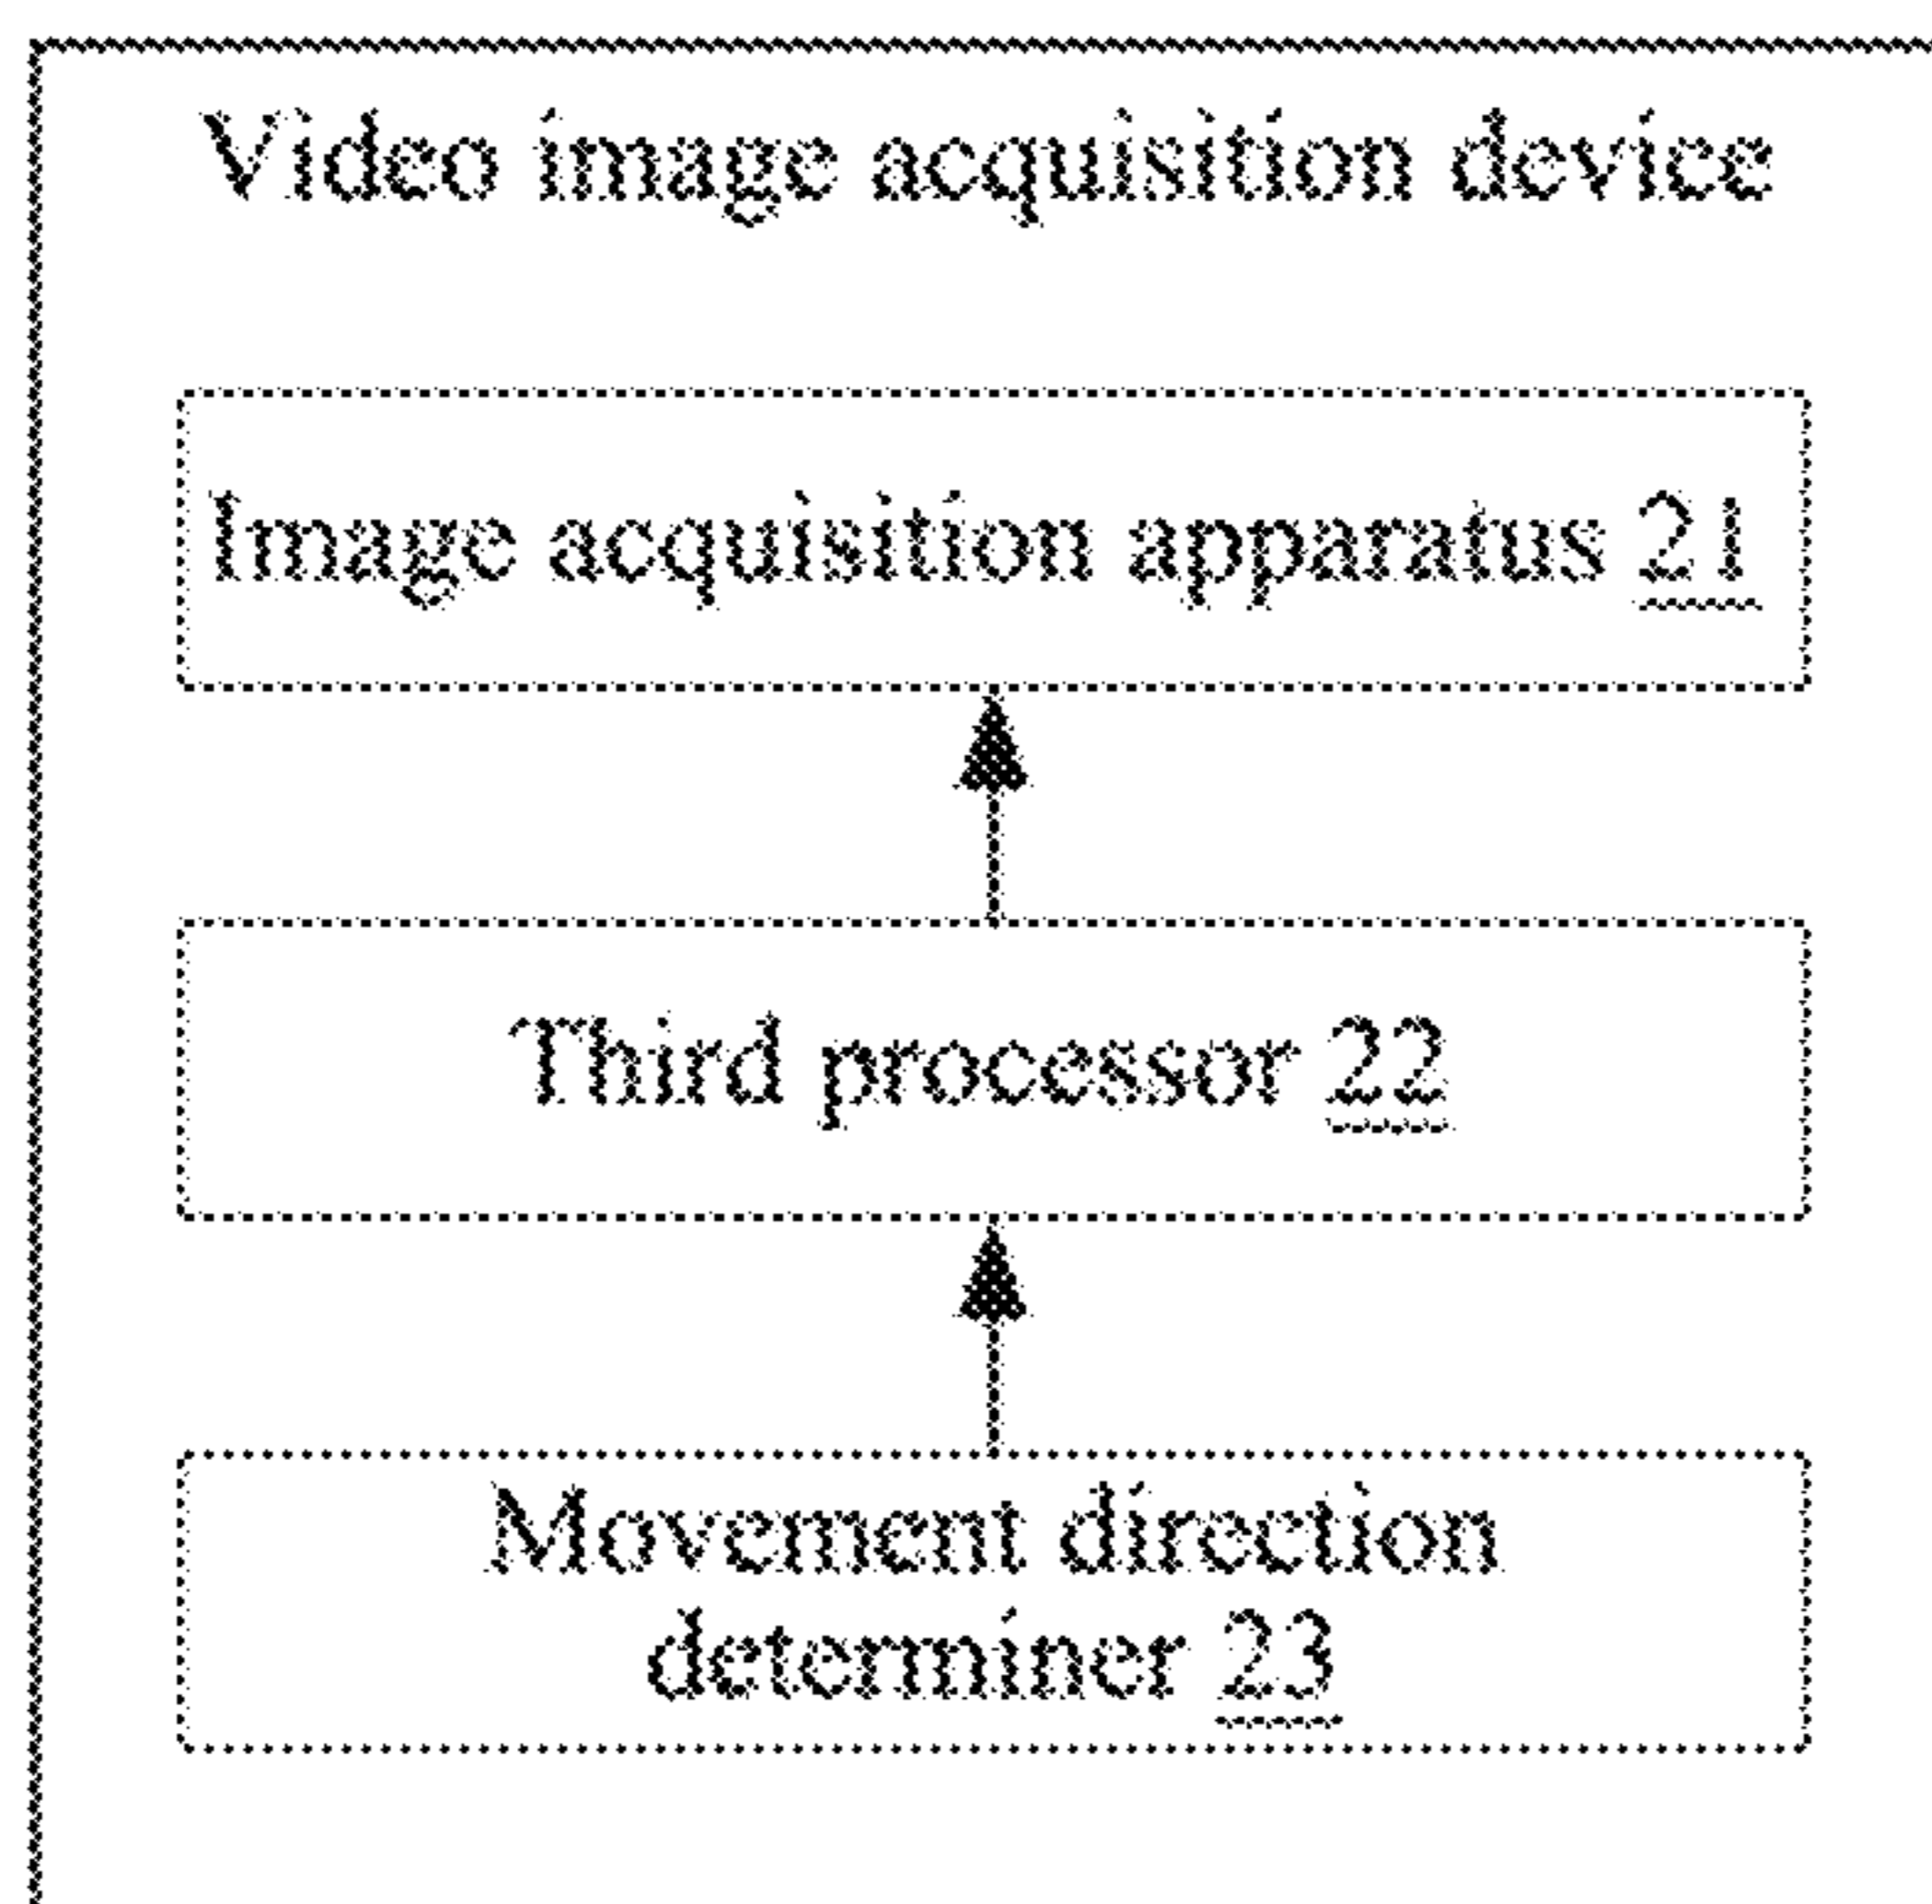 Video image acquisition device
Image acquisition apparatus 21
Third processor 22
Movement direction
determiner 23